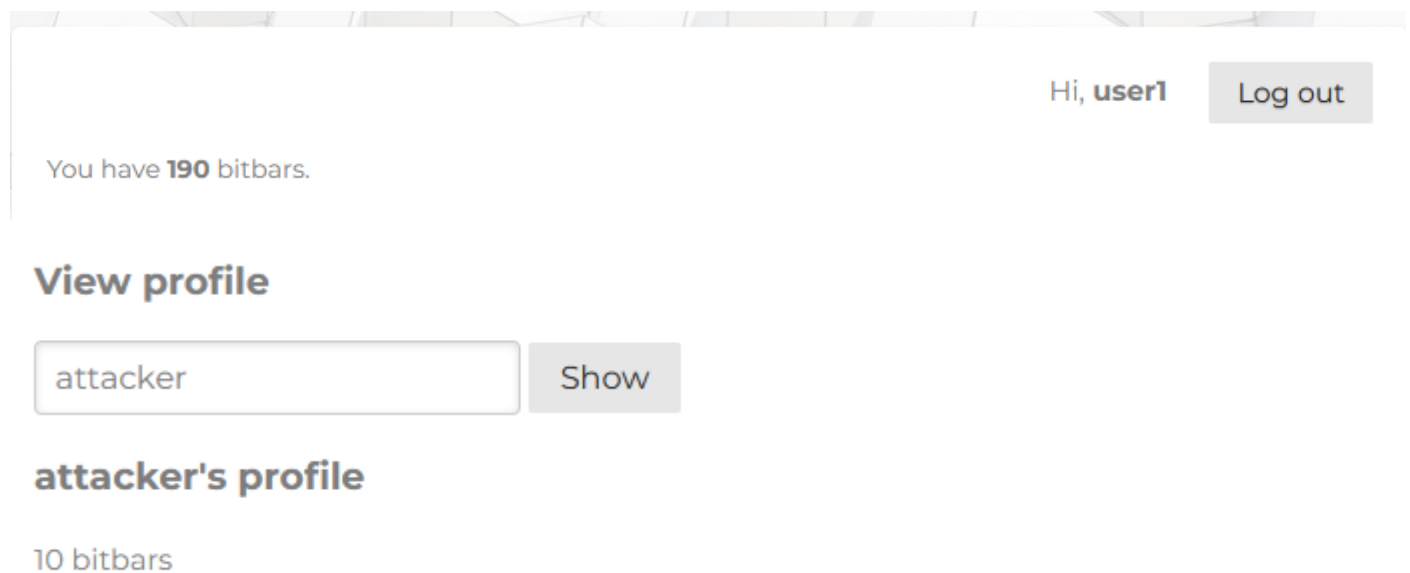 Hi, user1 Log out
You have 190 bitbars.
View profile
attacker Show
attacker's profile
10 bitbars